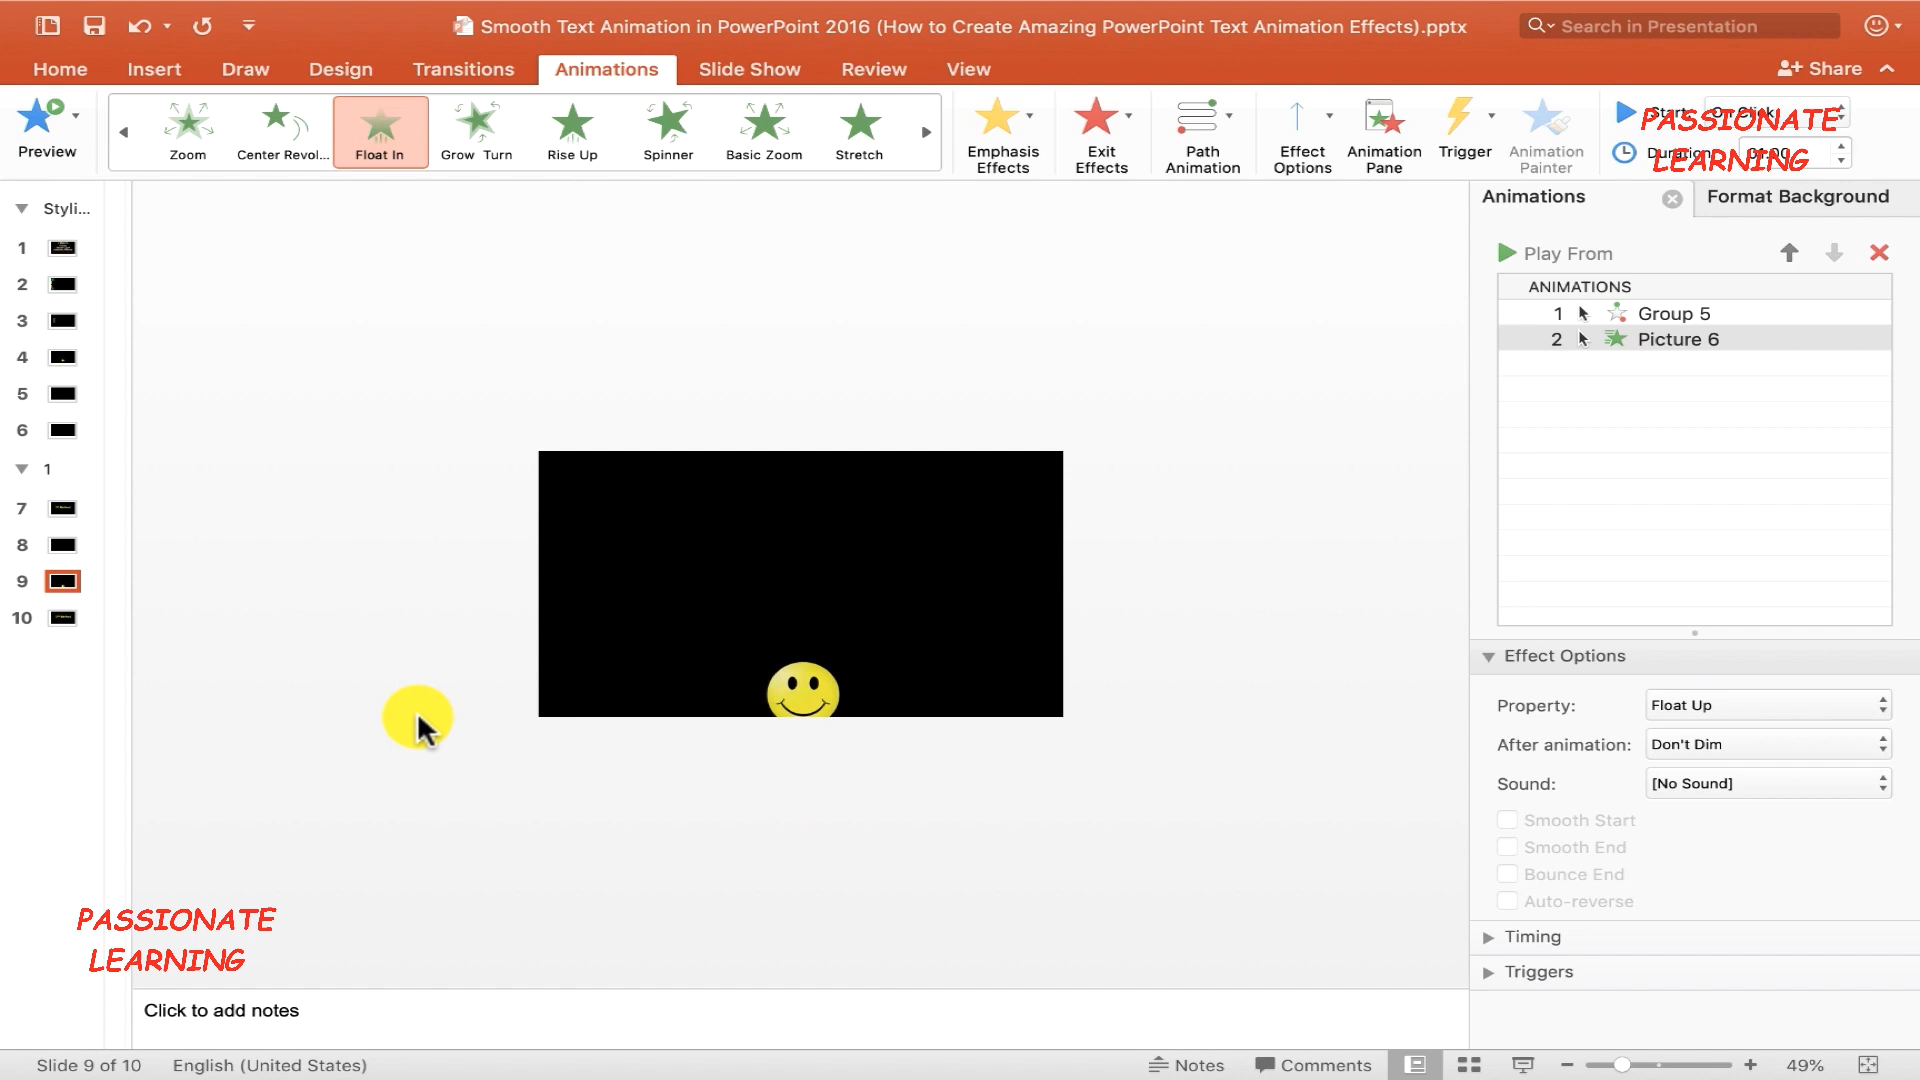 Smooth Text Animation in PowerPoint 2016 (How to Create Amazing PowerPoint Text Animation Effects).pptx
Search in Presentation
Home Insert Draw Design Transitions Animations Slide Show Review View
Share
Preview
Zoom Center Revol... Float In Grow Turn Rise Up Spinner Basic Zoom Stretch
Emphasis Effects
Exit Effects
Path Animation
Effect Options
Animation Pane
Trigger
Animation Painter
Start: On Click
Duration: 01:00
PASSIONATE
LEARNING
Styli...
1
2
3
4
5
6
1
7
8
9
10
Animations
Format Background
Play From
ANIMATIONS
1 Group 5
2 Picture 6
Effect Options
Property: Float Up
After animation: Don't Dim
Sound: [No Sound]
Smooth Start
Smooth End
Bounce End
Auto-reverse
Timing
Triggers
PASSIONATE
LEARNING
Click to add notes
Slide 9 of 10 English (United States) Notes Comments 49%